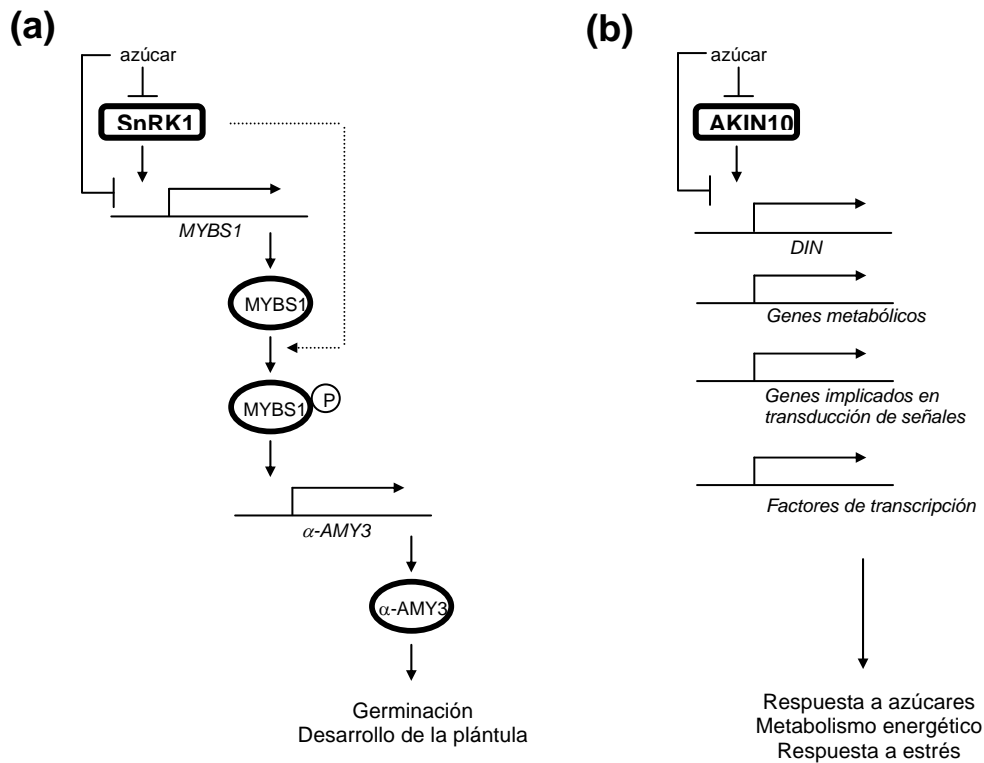 (a)
azúcar
SnRK1
MYBS1
MYBS1
MYBS1
P
α-AMY3
α-AMY3
Germinación
Desarrollo de la plántula
(b)
azúcar
AKIN10
DIN
Genes metabólicos
Genes implicados en
transducción de señales
Factores de transcripción
Respuesta a azúcares
Metabolismo energético
Respuesta a estrés